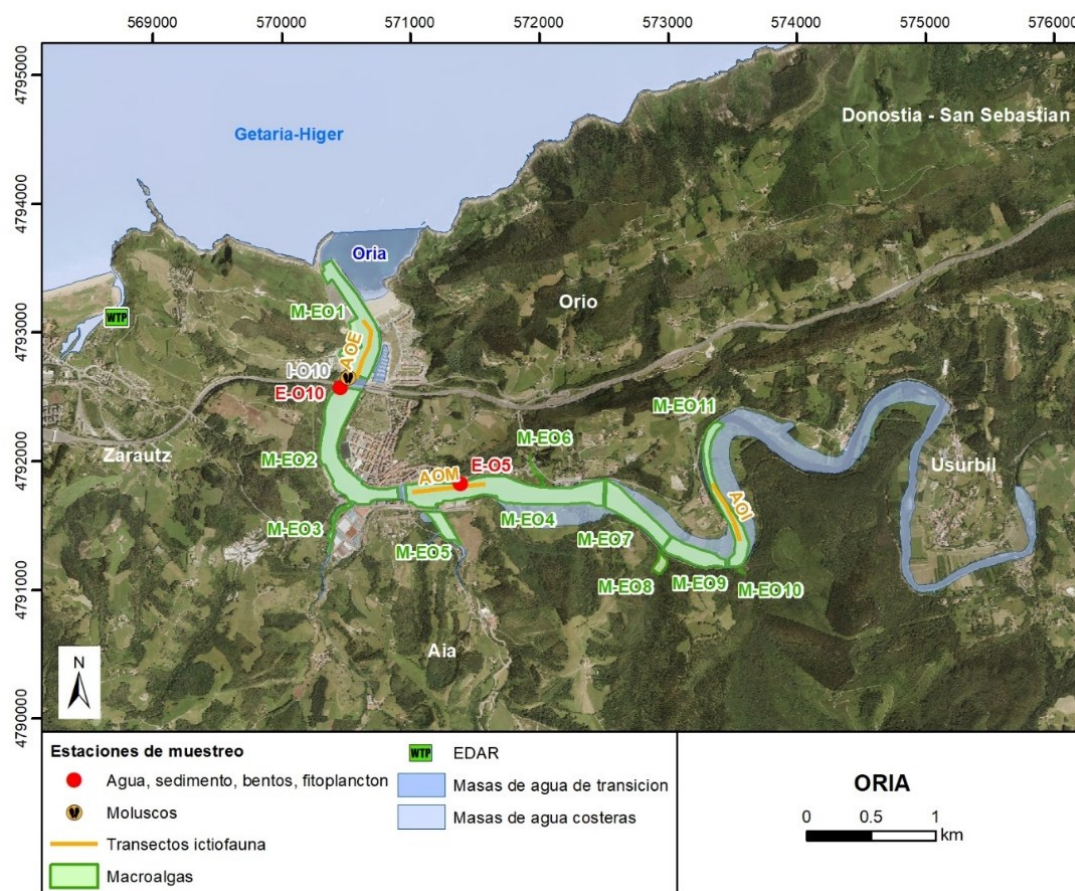 569000 570000 571000 572000 573000 574000 575000 576000
4795000
4794000
4793000
4792000
4791000
4790000
Getaria-Higer
Donostia - San Sebastian
Oria
M-EO1
Orio
WTP
AOE
I-O10
E-O10
M-EO11
M-EO6
Zarautz
M-EO2
AOM
E-O5
Usurbil
AOI
M-EO4
M-EO3
M-EO7
M-EO5
M-EO8
M-EO9
M-EO10
Aia
N
Estaciones de muestreo
Agua, sedimento, bentos, fitoplancton
Moluscos
Transectos ictiofauna
Macroalgas
WTP EDAR
Masas de agua de transicion
Masas de agua costeras
ORIA
0 0.5 1
km